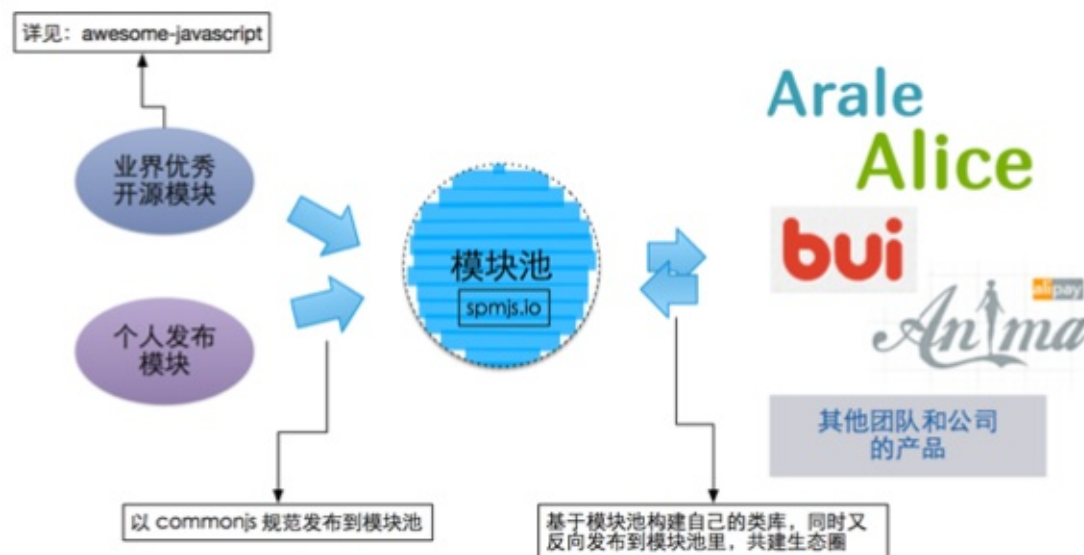 详见：awesome-javascript
业界优秀
开源模块
个人发布
模块
以 commonjs 规范发布到模块池
模块池
spmjs.io
基于模块池构建自己的类库，同时又
反向发布到模块池里，共建生态圈
Arale
Alice
bui
alipay
Anima
其他团队和公司
的产品